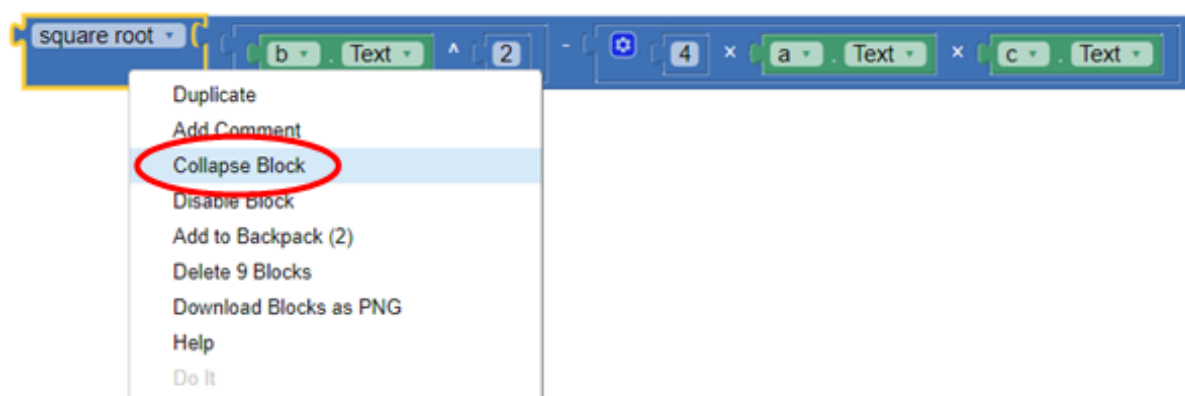 square root b . Text ^ 2 - 4 × a . Text × c . Text
Duplicate
Add Comment
Collapse Block
Disable Block
Add to Backpack (2)
Delete 9 Blocks
Download Blocks as PNG
Help
Do It